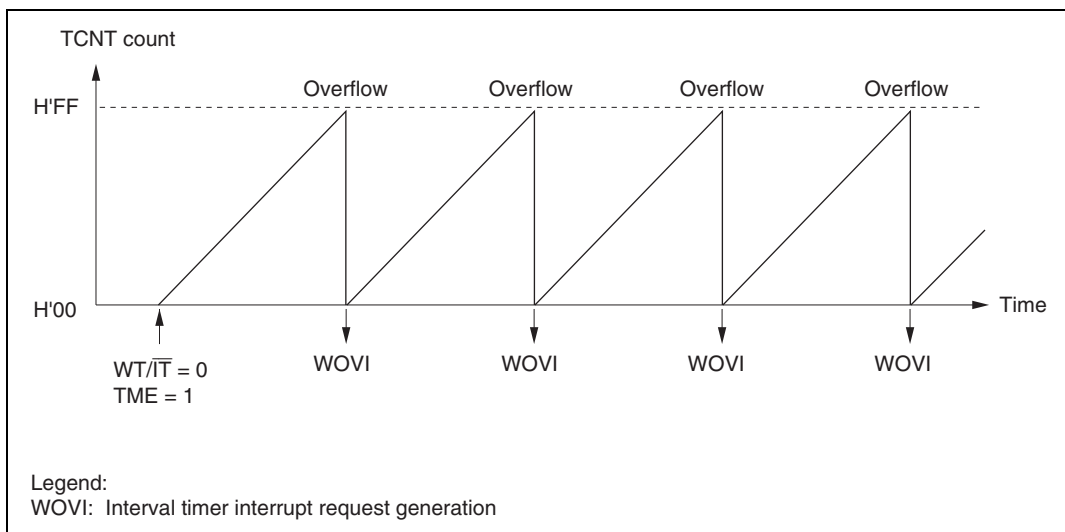 TCNT count
Overflow Overflow Overflow Overflow
H'FF
H'00
Time
WOVI WOVI WOVI WOVI
WT/I̅T̅ = 0
TME = 1
Legend:
WOVI: Interval timer interrupt request generation